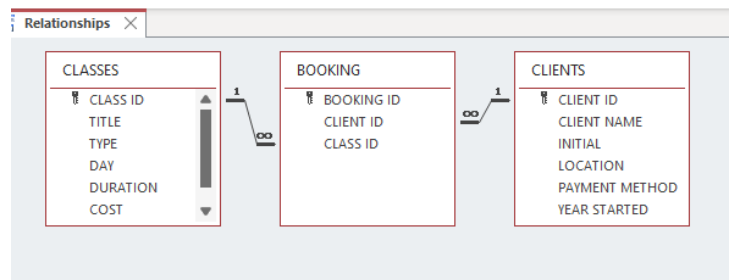 Relationships
CLASSES
CLASS ID
TITLE
TYPE
DAY
DURATION
COST
1
∞
BOOKING
BOOKING ID
CLIENT ID
CLASS ID
∞
1
CLIENTS
CLIENT ID
CLIENT NAME
INITIAL
LOCATION
PAYMENT METHOD
YEAR STARTED